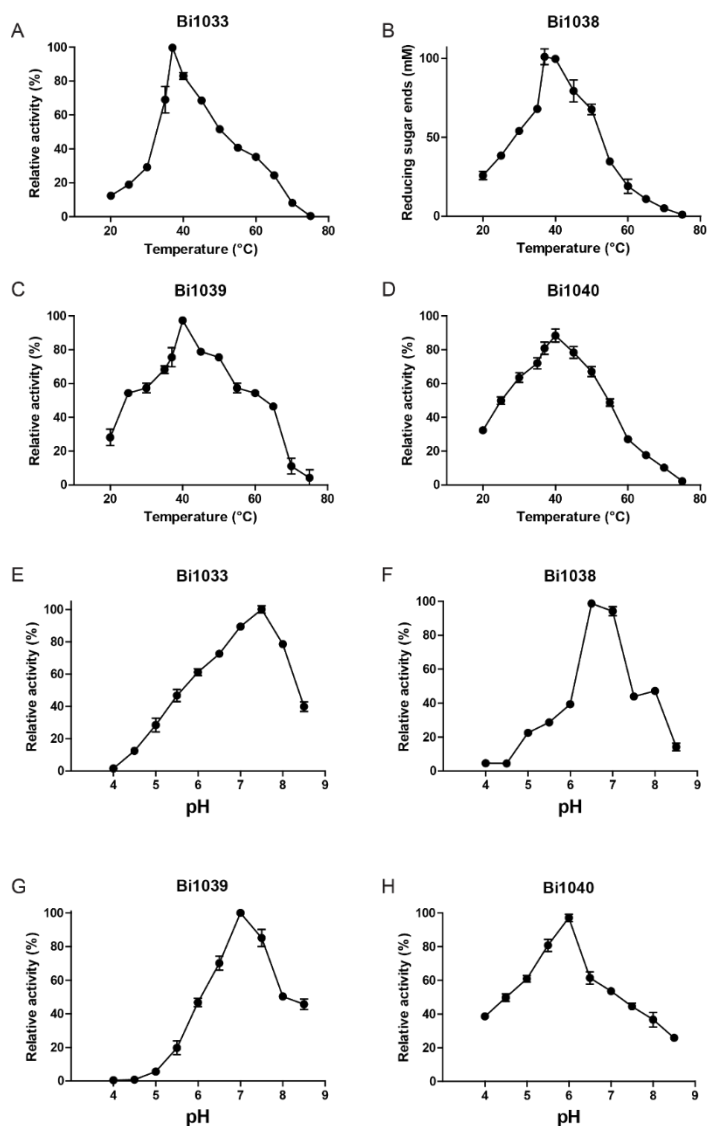 A
Bi1033
Relative activity (%)
100
80
60
40
20
0
20 40 60 80
Temperature (°C)
B
Bi1038
Reducing sugar ends (mM)
100
50
0
20 40 60 80
Temperature (°C)
C
Bi1039
Relative activity (%)
100
80
60
40
20
0
20 40 60 80
Temperature (°C)
D
Bi1040
Relative activity (%)
100
80
60
40
20
0
20 40 60 80
Temperature (°C)
E
Bi1033
Relative activity (%)
100
80
60
40
20
0
4 5 6 7 8 9
pH
F
Bi1038
Relative activity (%)
100
80
60
40
20
0
4 5 6 7 8 9
pH
G
Bi1039
Relative activity (%)
100
80
60
40
20
0
4 5 6 7 8 9
pH
H
Bi1040
Relative activity (%)
100
80
60
40
20
0
4 5 6 7 8 9
pH